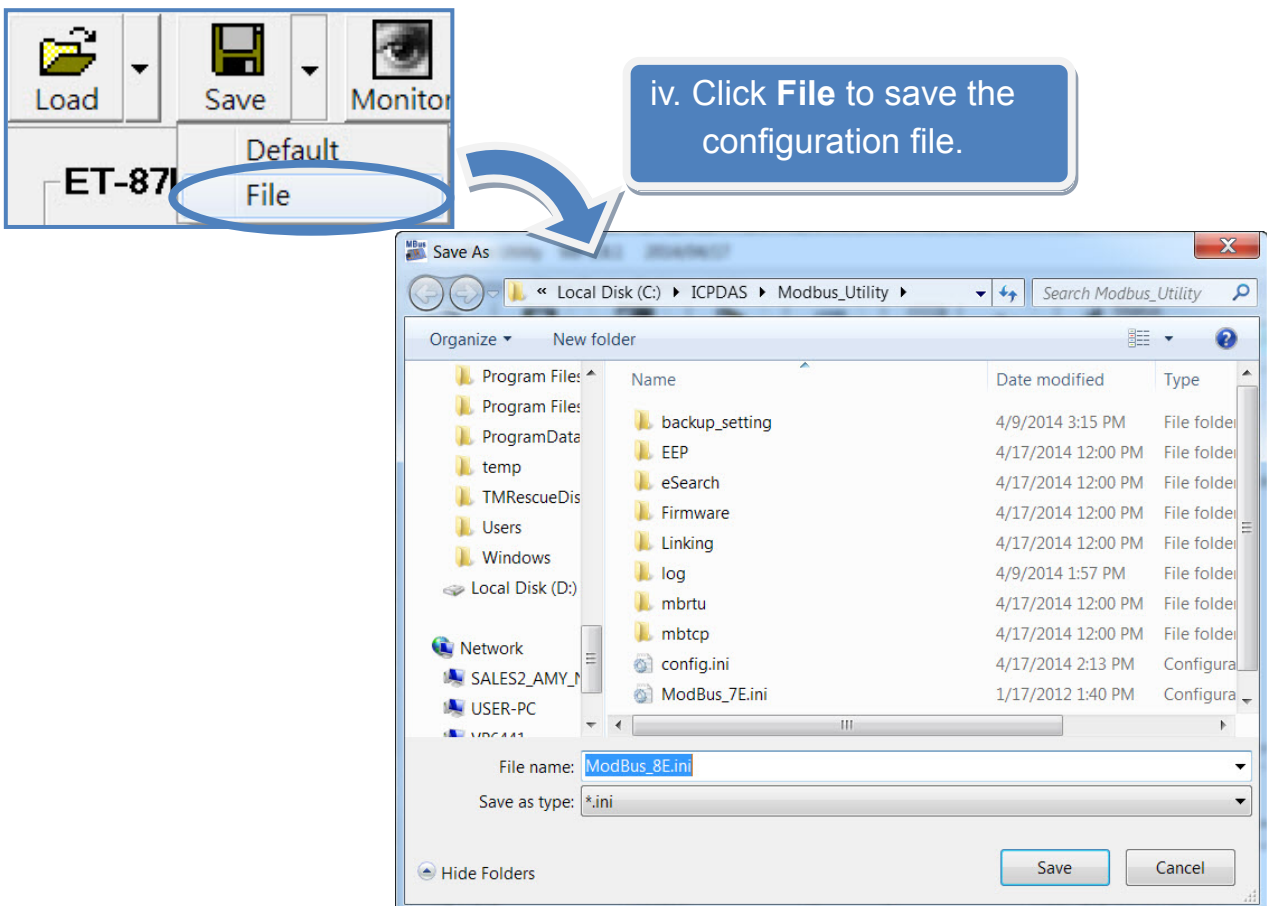 Load
Save
Monitor
Default
File
ET-87
iv. Click File to save the
configuration file.
MBus
Save As
2014/04/17
« Local Disk (C:) ▸ ICPDAS ▸ Modbus_Utility ▸
Search Modbus_Utility
Organize
New folder
Program Files
Program Files
ProgramData
temp
TMRescueDis
Users
Windows
Local Disk (D:)
Network
SALES2_AMY_N
USER-PC
Name
Date modified
Type
backup_setting 4/9/2014 3:15 PM File folder
EEP 4/17/2014 12:00 PM File folder
eSearch 4/17/2014 12:00 PM File folder
Firmware 4/17/2014 12:00 PM File folder
Linking 4/17/2014 12:00 PM File folder
log 4/9/2014 1:57 PM File folder
mbrtu 4/17/2014 12:00 PM File folder
mbtcp 4/17/2014 12:00 PM File folder
config.ini 4/17/2014 2:13 PM Configura
ModBus_7E.ini 1/17/2012 1:40 PM Configura
File name: ModBus_8E.ini
Save as type: *.ini
Hide Folders
Save
Cancel